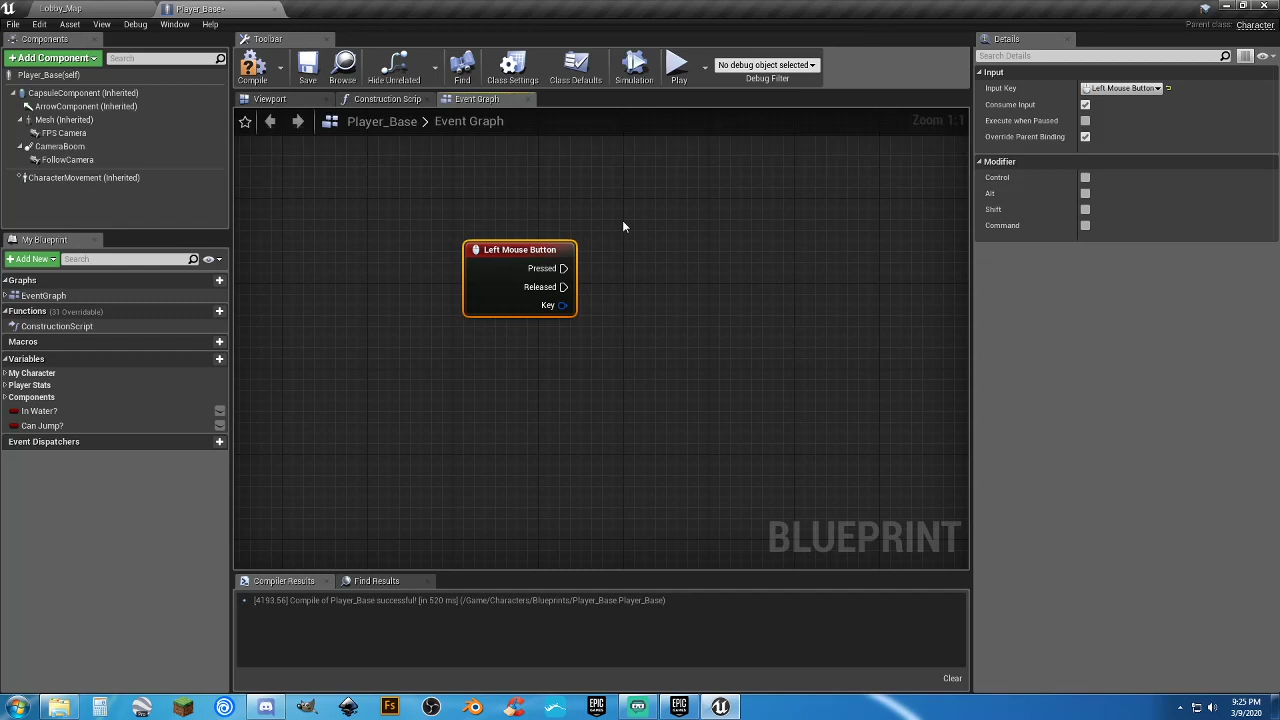 Lobby_Map
Player_Base*
File Edit Asset View Debug Window Help
Parent class: Character
Components
Toolbar
Details
+Add Component
Search
Search Details
Player_Base(self)
Compile
Save
Browse
Hide Unrelated
Find
Class Settings
Class Defaults
Simulation
Play
No debug object selected
Debug Filter
CapsuleComponent (Inherited)
ArrowComponent (Inherited)
Mesh (Inherited)
FPS Camera
CameraBoom
FollowCamera
CharacterMovement (Inherited)
Viewport
Construction Scrip
Event Graph
Player_Base > Event Graph
Zoom 1:1
Input
Input Key Left Mouse Button
Consume Input
Execute when Paused
Override Parent Binding
Modifier
Control
Alt
Shift
Command
My Blueprint
+Add New
Search
Graphs
EventGraph
Functions (31 Overridable)
ConstructionScript
Macros
Variables
My Character
Player Stats
Components
In Water?
Can Jump?
Event Dispatchers
Left Mouse Button
Pressed
Released
Key
BLUEPRINT
Compiler Results
Find Results
[4193.56] Compile of Player_Base successful! [in 520 ms] (/Game/Characters/Blueprints/Player_Base.Player_Base)
Clear
Pro
Fs
EPIC GAMES
EPIC GAMES
9:25 PM
3/9/2020